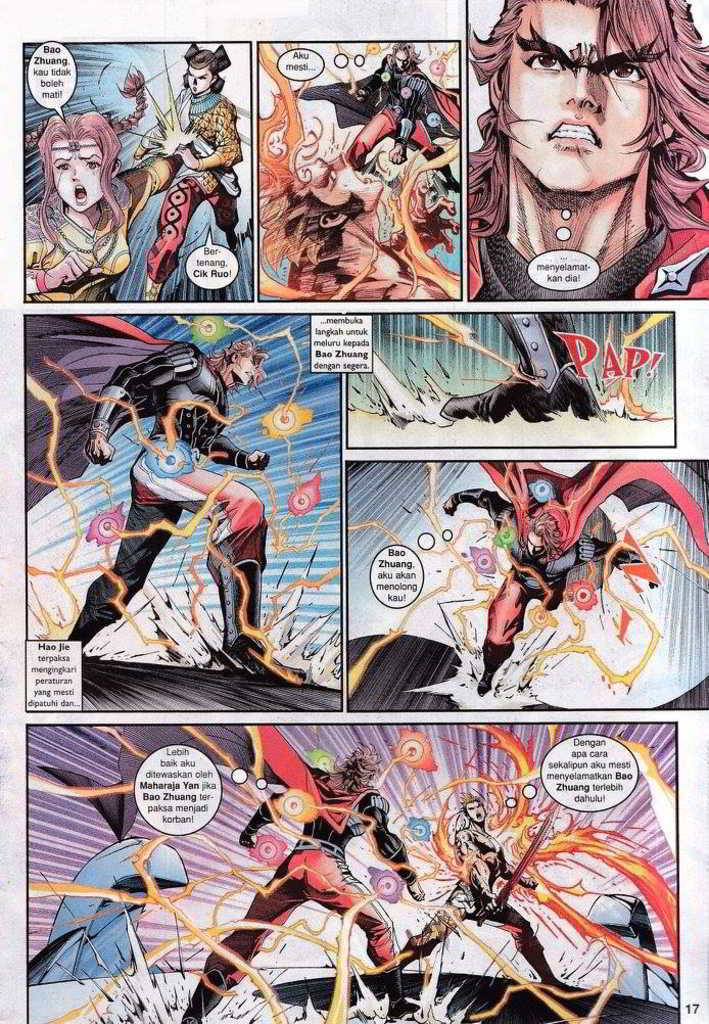 Bao
Zhuang,
kau tidak
boleh
mati!
Ber-
tenang,
Cik Ruo!
Aku
mesti...
...
menyelamat-
kan dia!
...membuka
langkah untuk
meluru kepada
Bao Zhuang
dengan segera.
PAP!
Hao Jie
terpaksa
mengingkari
peraturan
yang mesti
dipatuhi dan...
Bao
Zhuang,
aku akan
menolong
kau!
Lebih
baik aku
ditewaskan oleh
Maharaja Yan jika
Bao Zhuang ter-
paksa menjadi
korban!
Dengan
apa cara
sekalipun aku mesti
menyelamatkan Bao
Zhuang terlebih
dahulu!
17